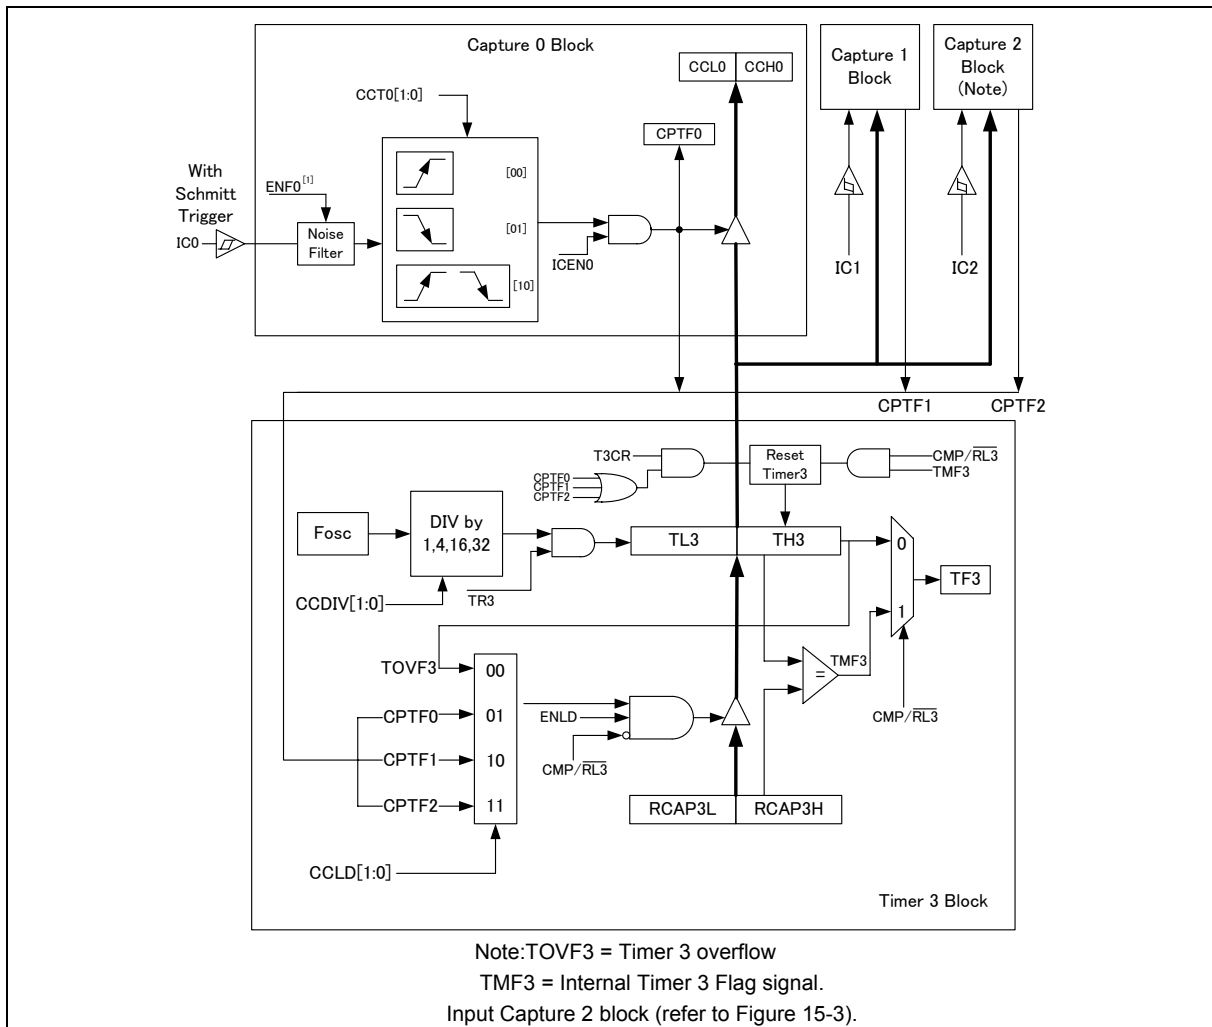 Capture 0 Block
CCL0
CCH0
Capture 1
Block
Capture 2
Block
(Note)
CCT0[1:0]
CPTF0
With
Schmitt
Trigger
ENF0[1]
[00]
[01]
[10]
IC0
Noise
Filter
ICEN0
IC1
IC2
CPTF1
CPTF2
T3CR
CPTF0
CPTF1
CPTF2
Reset
Timer3
CMP/RL3
TMF3
Fosc
DIV by
1,4,16,32
TL3
TH3
0
1
TF3
CCDIV[1:0]
TR3
TOVF3
00
CPTF0
01
CPTF1
10
CPTF2
11
ENLD
CMP/RL3
=
TMF3
CMP/RL3
RCAP3L
RCAP3H
CCLD[1:0]
Timer 3 Block
Note:TOVF3 = Timer 3 overflow
TMF3 = Internal Timer 3 Flag signal.
Input Capture 2 block (refer to Figure 15-3).